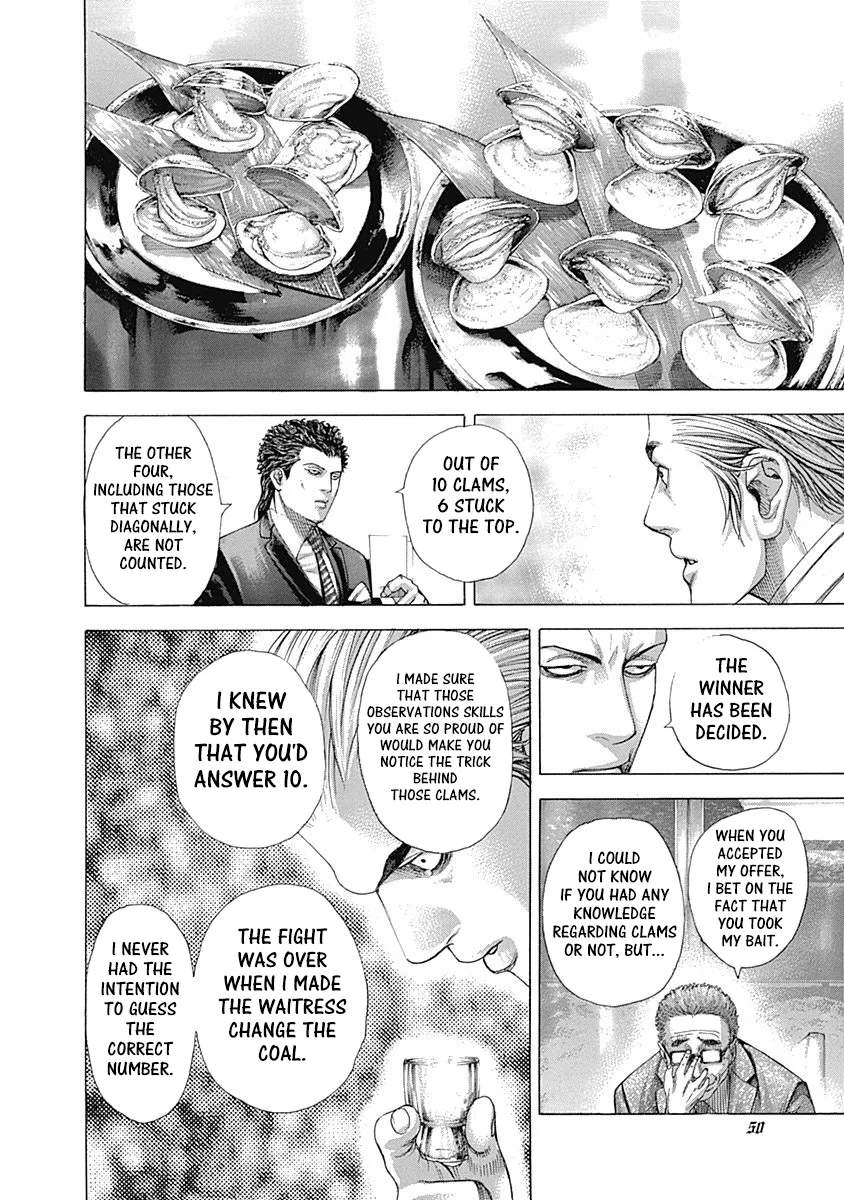 OUT OF
10 CLAMS,
6 STUCK
TO THE TOP.
THE OTHER
FOUR,
INCLUDING THOSE
THAT STUCK
DIAGONALLY,
ARE NOT
COUNTED.
THE
WINNER
HAS BEEN
DECIDED.
WHEN YOU
ACCEPTED
MY OFFER,
I BET ON THE
FACT THAT
YOU TOOK
MY BAIT.
I COULD
NOT KNOW
IF YOU HAD ANY
KNOWLEDGE
REGARDING CLAMS
OR NOT, BUT...
I MADE SURE
THAT THOSE
OBSERVATIONS SKILLS
YOU ARE SO PROUD OF
WOULD MAKE YOU
NOTICE THE TRICK
BEHIND
THOSE CLAMS.
I KNEW
BY THEN
THAT YOU'D
ANSWER 10.
THE FIGHT
WAS OVER
WHEN I MADE
THE WAITRESS
CHANGE THE
COAL.
I NEVER
HAD THE
INTENTION
TO GUESS
THE
CORRECT
NUMBER.
50